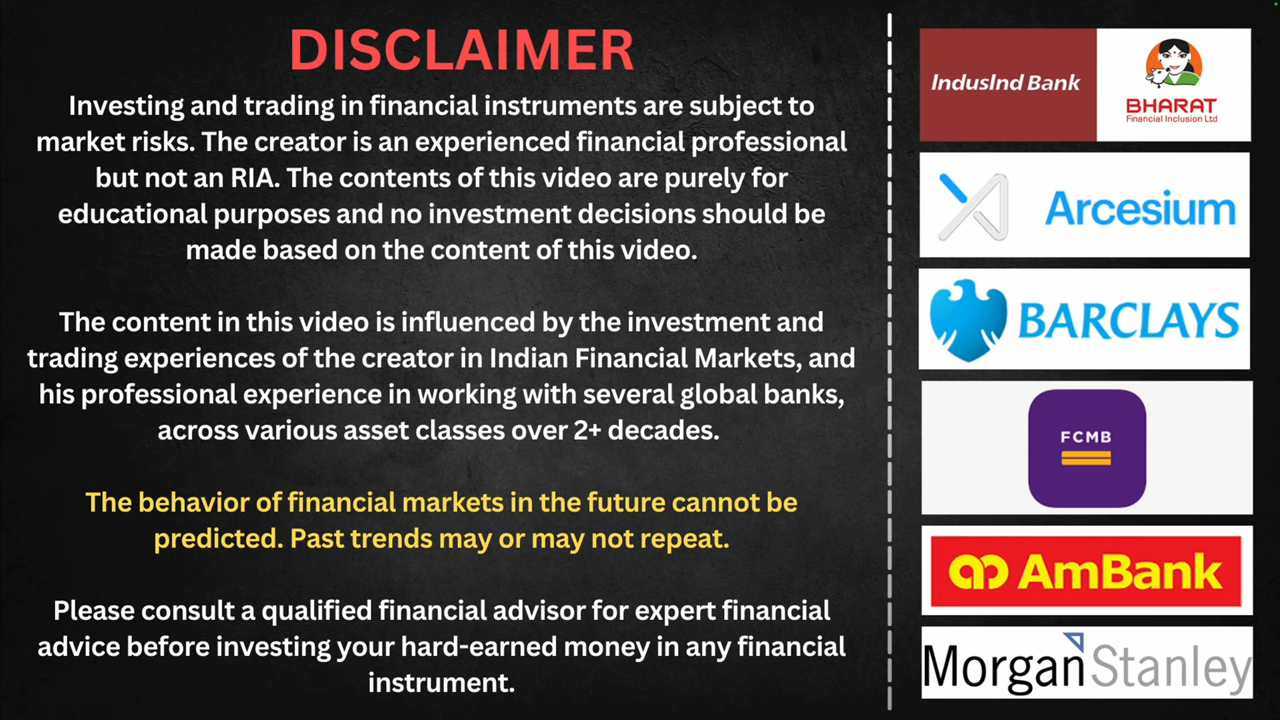 DISCLAIMER
Investing and trading in financial instruments are subject to
market risks. The creator is an experienced financial professional
but not an RIA. The contents of this video are purely for
educational purposes and no investment decisions should be
made based on the content of this video.
The content in this video is influenced by the investment and
trading experiences of the creator in Indian Financial Markets, and
his professional experience in working with several global banks,
across various asset classes over 2+ decades.
The behavior of financial markets in the future cannot be
predicted. Past trends may or may not repeat.
Please consult a qualified financial advisor for expert financial
advice before investing your hard-earned money in any financial
instrument.
IndusInd Bank
BHARAT
Financial Inclusion Ltd
Arcesium
BARCLAYS
FCMB
AmBank
Morgan Stanley